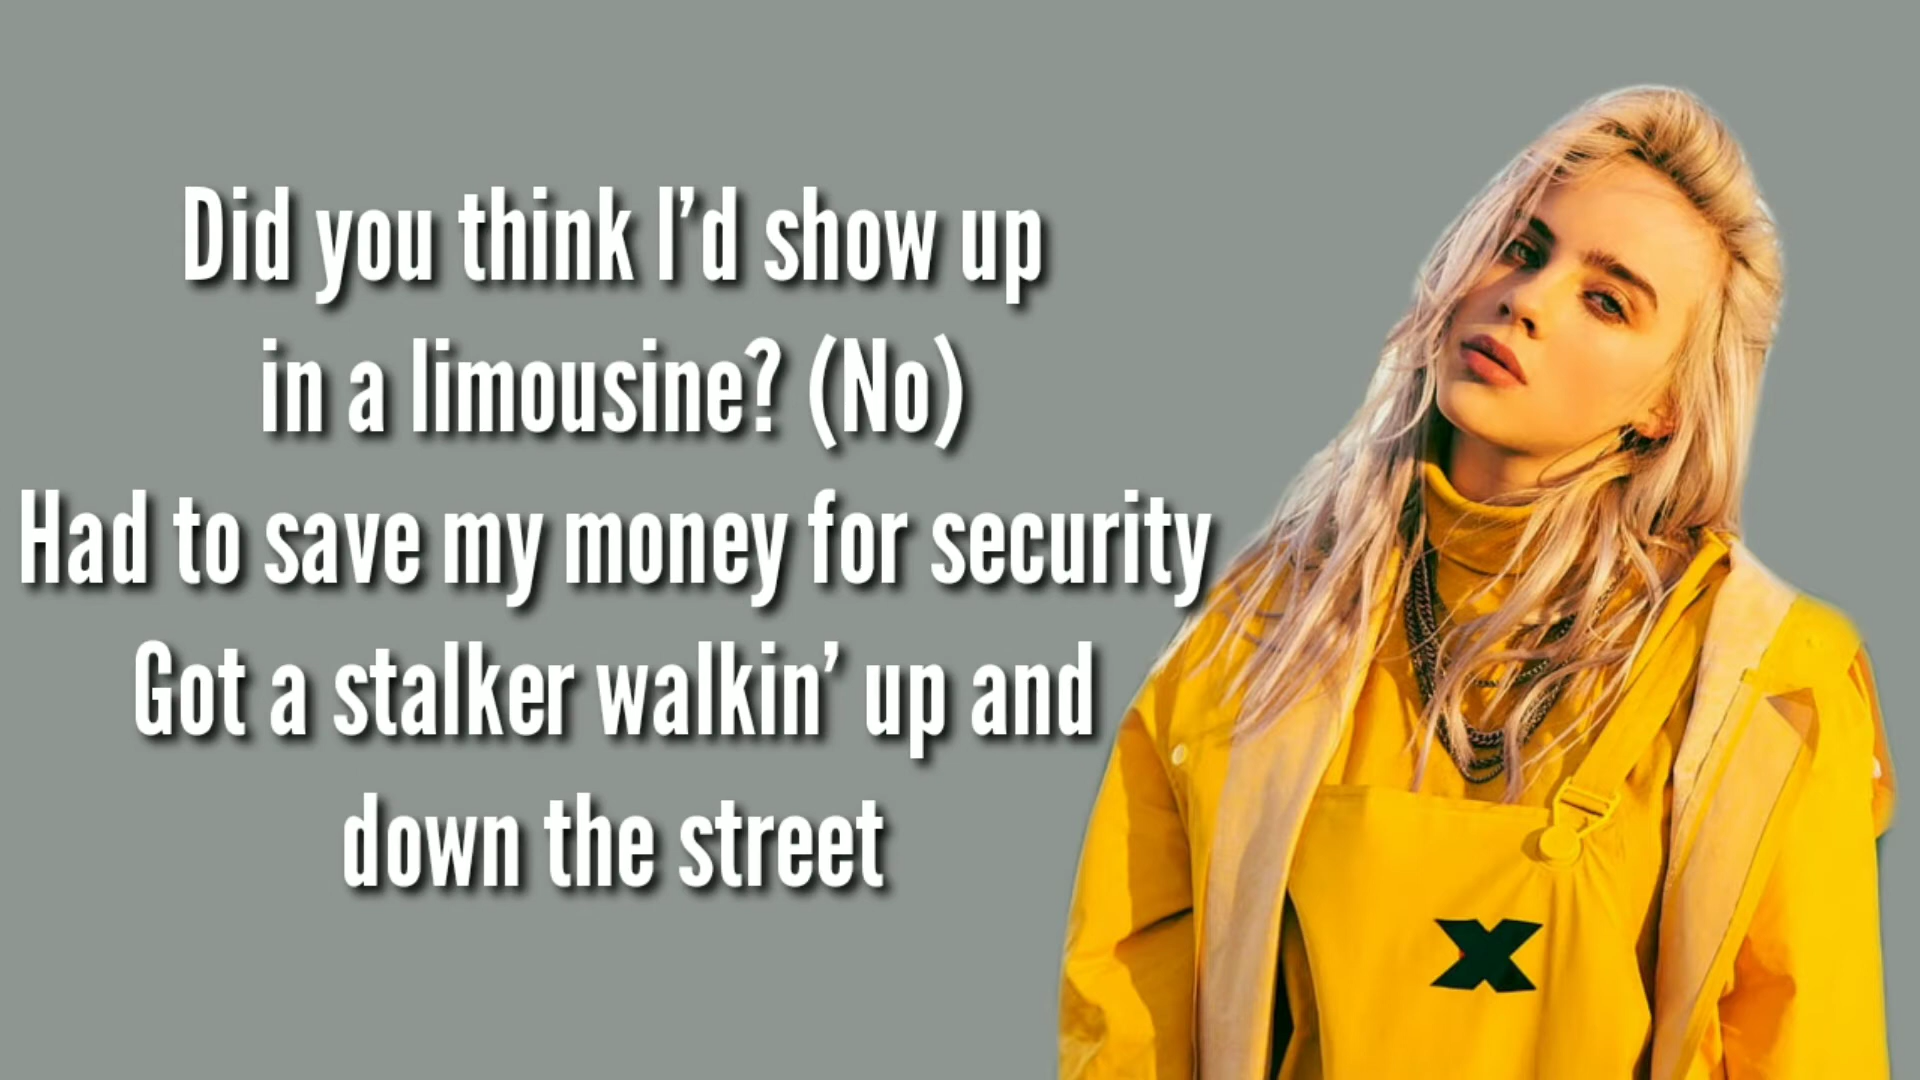 Did you think I’d show up
in a limousine? (No)
Had to save my money for security
Got a stalker walkin’ up and
down the street
X